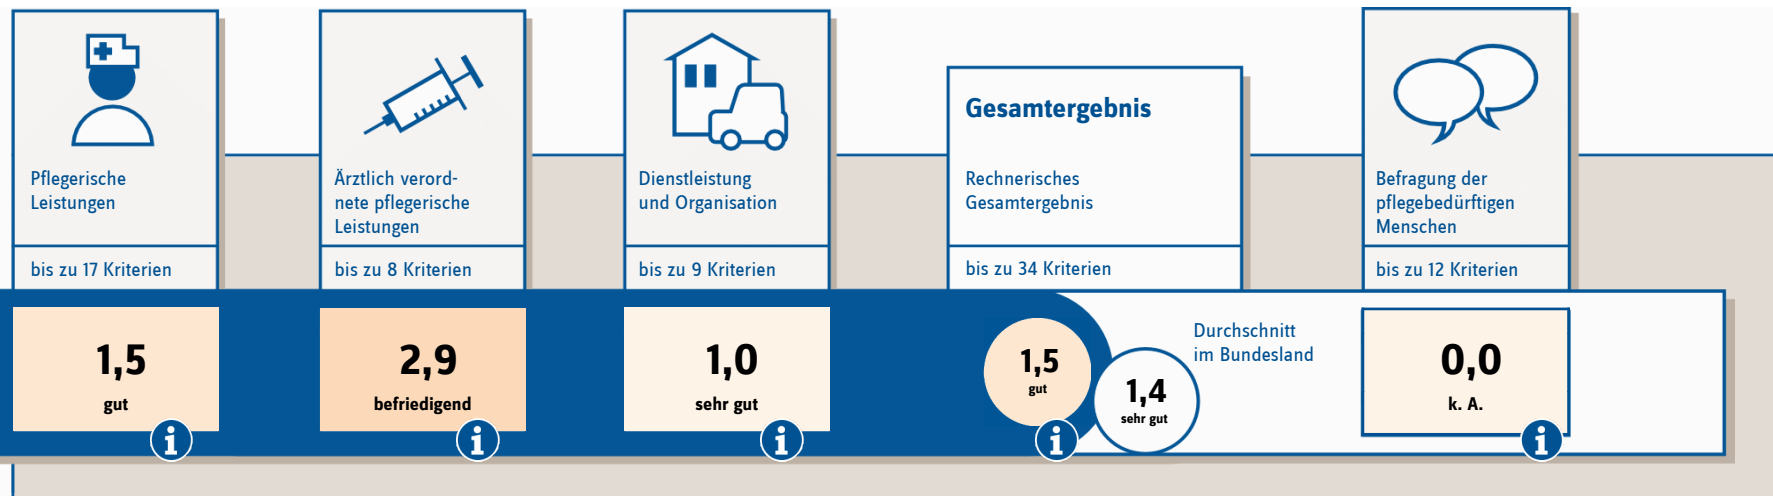 Pflegerische
Leistungen
bis zu 17 Kriterien
1,5
gut
i
Ärztlich verord-
nete pflegerische
Leistungen
bis zu 8 Kriterien
2,9
befriedigend
i
Dienstleistung
und Organisation
bis zu 9 Kriterien
1,0
sehr gut
i
Gesamtergebnis
Rechnerisches
Gesamtergebnis
bis zu 34 Kriterien
1,5
gut
i
Durchschnitt
im Bundesland
1,4
sehr gut
Befragung der
pflegebedürftigen
Menschen
bis zu 12 Kriterien
0,0
k. A.
i